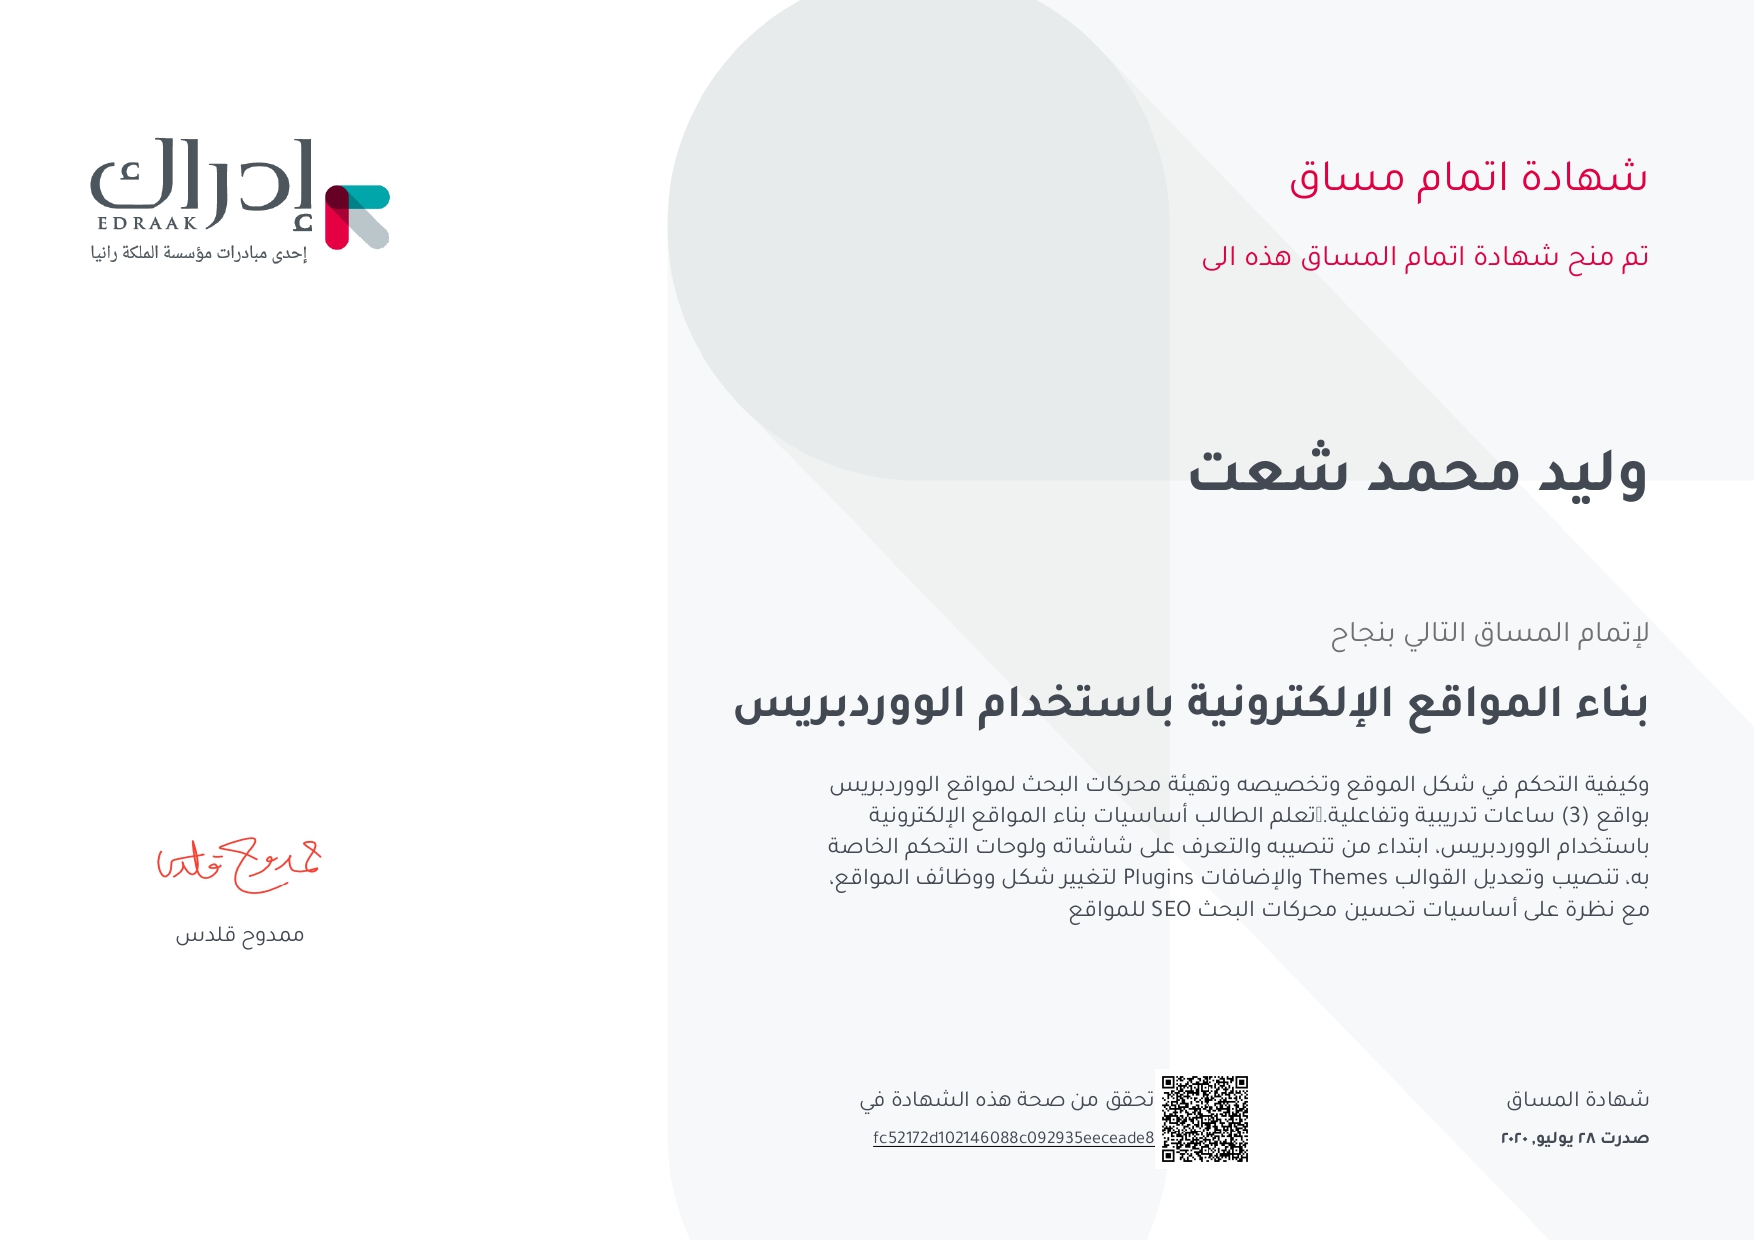 إدراك
EDRAAK
إحدى مبادرات مؤسسة الملكة رانيا
شهادة اتمام مساق
تم منح شهادة اتمام المساق هذه الى
وليد محمد شعت
لإتمام المساق التالي بنجاح
بناء المواقع الإلكترونية باستخدام الووردبريس
وكيفية التحكم في شكل الموقع وتخصيصه وتهيئة محركات البحث لمواقع الووردبريس
بواقع (3) ساعات تدريبية وتفاعلية.تعلم الطالب أساسيات بناء المواقع الإلكترونية
باستخدام الووردبريس، ابتداء من تنصيبه والتعرف على شاشاته ولوحات التحكم الخاصة
به، تنصيب وتعديل القوالب Themes والإضافات Plugins لتغيير شكل ووظائف المواقع،
مع نظرة على أساسيات تحسين محركات البحث SEO للمواقع
ممدوح قلدس
ممدوح قلدس
شهادة المساق
صدرت ٢٨ يوليو, ٢٠٢٠
تحقق من صحة هذه الشهادة في
fc52172d102146088c092935eeceade8